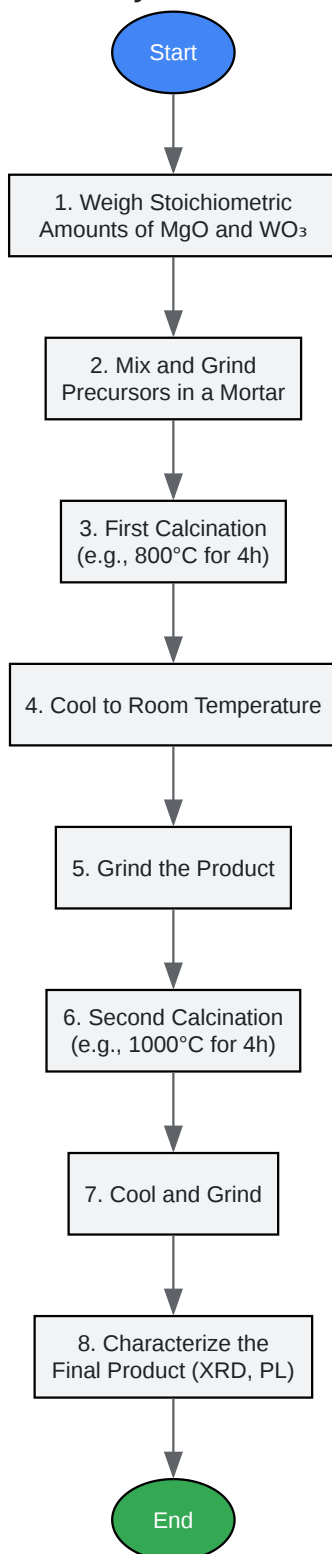 Start
1. Weigh Stoichiometric
Amounts of MgO and WO₃
2. Mix and Grind
Precursors in a Mortar
3. First Calcination
(e.g., 800°C for 4h)
4. Cool to Room Temperature
5. Grind the Product
6. Second Calcination
(e.g., 1000°C for 4h)
7. Cool and Grind
8. Characterize the
Final Product (XRD, PL)
End